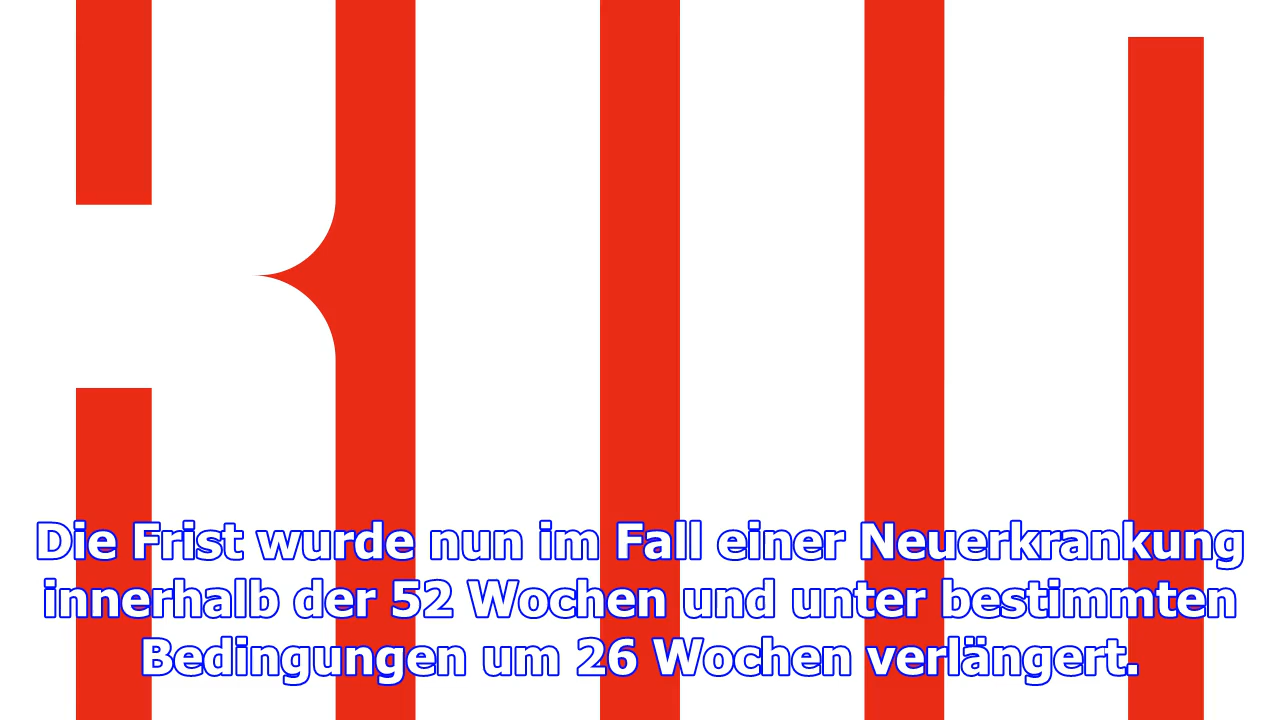 Die Frist wurde nun im Fall einer Neuerkrankung
innerhalb der 52 Wochen und unter bestimmten
Bedingungen um 26 Wochen verlängert.